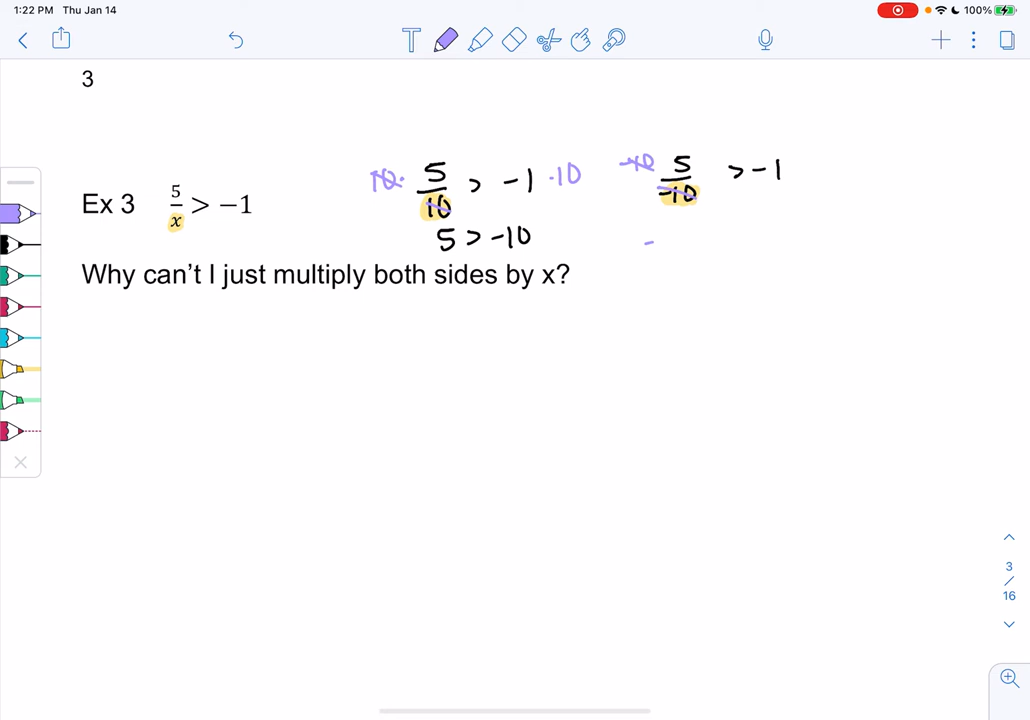 1:22 PM Thu Jan 14 100%
T
3
Ex 3 5/x > −1
10· 5/10 > -1 ·10
-10 5/-10 > -1
5 > -10
-
Why can’t I just multiply both sides by x?
3
/
16